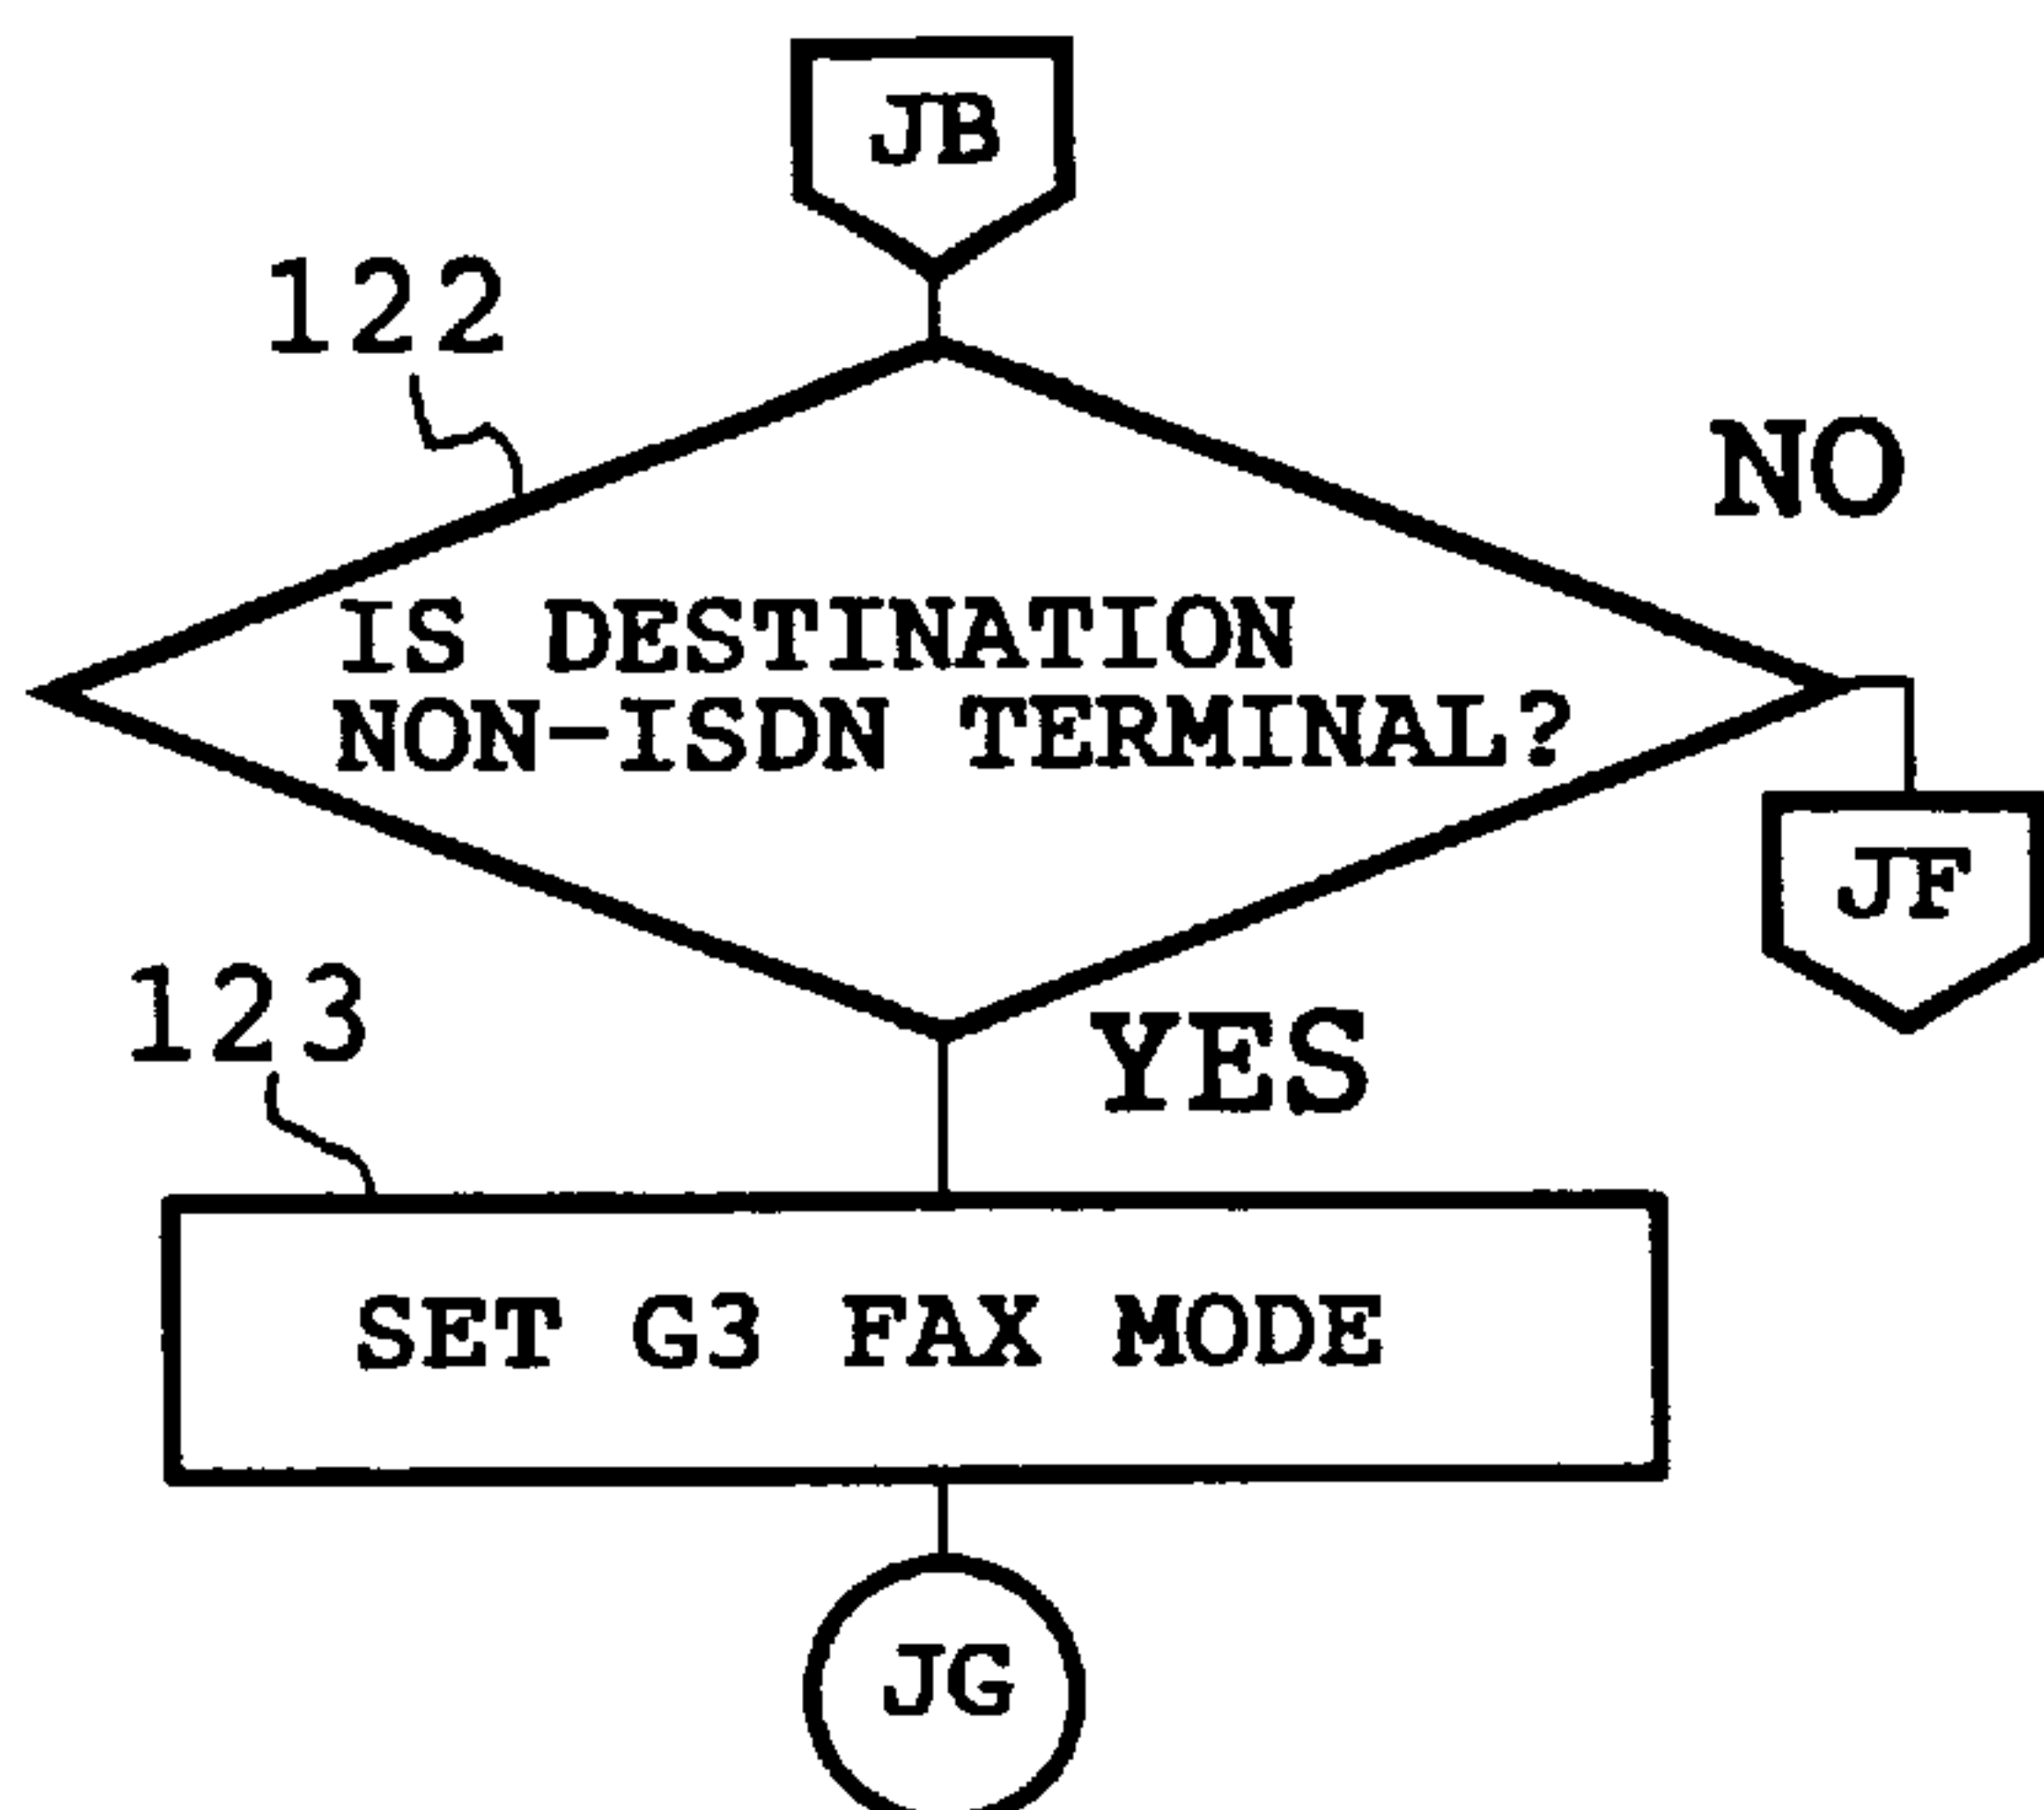 JB
122
NO
IS DESTINATION
NON-ISDN TERMINAL?
JF
123
YES
SET G3 FAX MODE
JG